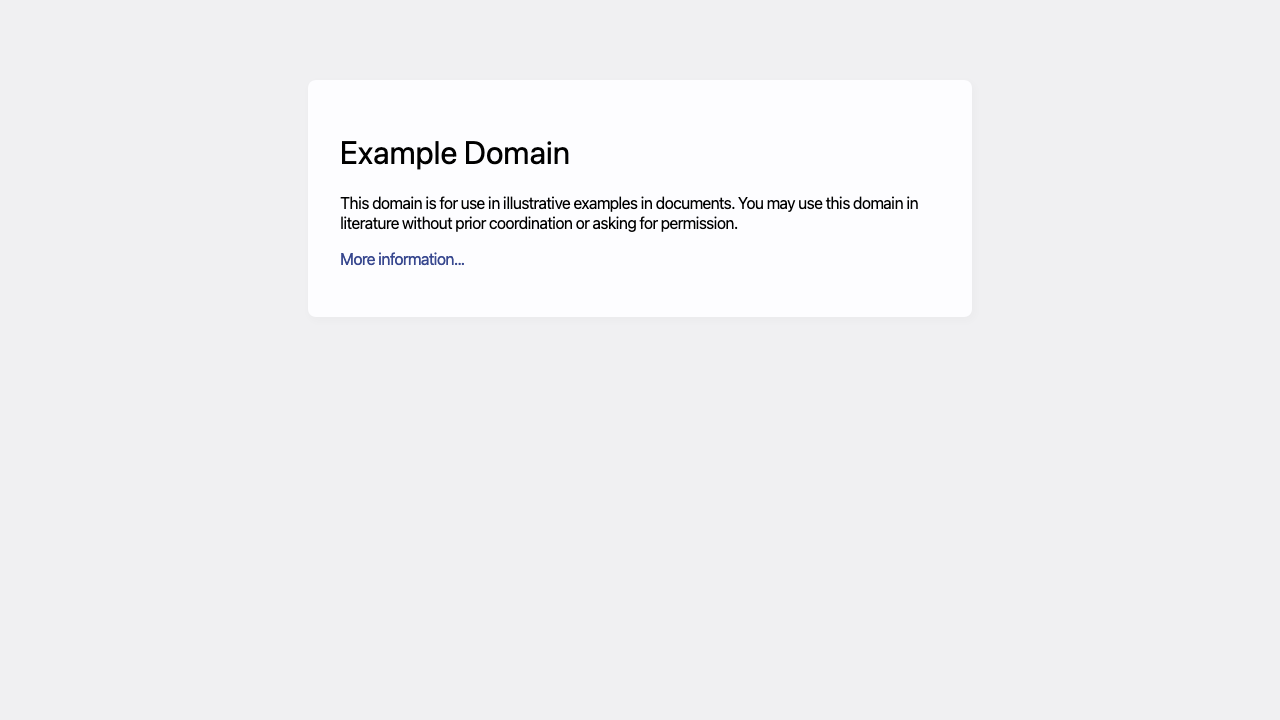 Example Domain
This domain is for use in illustrative examples in documents. You may use this domain in
literature without prior coordination or asking for permission.
More information...